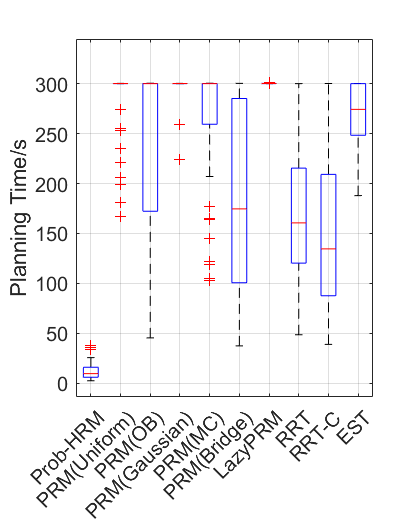 Planning Time/s
300
250
200
150
100
50
0
Prob-HRM
PRM(Uniform)
PRM(OB)
PRM(Gaussian)
PRM(MC)
PRM(Bridge)
LazyPRM
RRT
RRT-C
EST